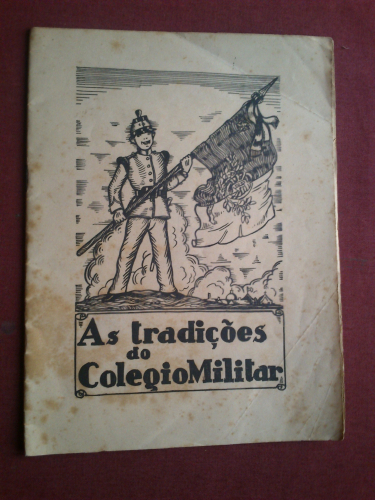 As tradições
do
Colegio Militar